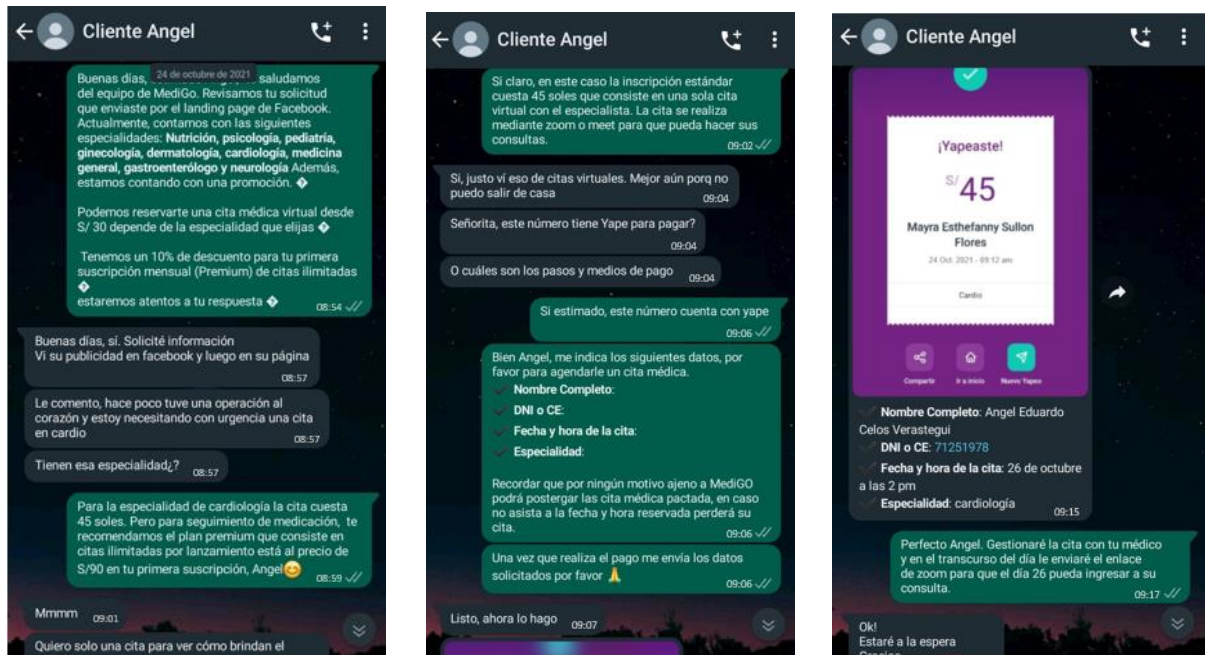 Cliente Angel
24 de octubre de 2021
Buenas días, saludamos
del equipo de MediGo. Revisamos tu solicitud
que enviaste por el landing page de Facebook.
Actualmente, contamos con las siguientes
especialidades: Nutrición, psicología, pediatría,
ginecología, dermatología, cardiología, medicina
general, gastroenterólogo y neurología Además,
estamos contando con una promoción. �
Podemos reservarte una cita médica virtual desde
S/ 30 depende de la especialidad que elijas �
Tenemos un 10% de descuento para tu primera
suscripción mensual (Premium) de citas ilimitadas
�
estaremos atentos a tu respuesta �
08:54
Buenas días, sí. Solicité información
Vi su publicidad en facebook y luego en su página
08:57
Le comento, hace poco tuve una operación al
corazón y estoy necesitando con urgencia una cita
en cardio
08:57
Tienen esa especialidad¿?
08:57
Para la especialidad de cardiología la cita cuesta
45 soles. Pero para seguimiento de medicación, te
recomendamos el plan premium que consiste en
citas ilimitadas por lanzamiento está al precio de
S/90 en tu primera suscripción, Angel😊
08:59
Mmmm
09:01
Quiero solo una cita para ver cómo brindan el
Cliente Angel
Si claro, en este caso la inscripción estándar
cuesta 45 soles que consiste en una sola cita
virtual con el especialista. La cita se realiza
mediante zoom o meet para que pueda hacer sus
consultas.
09:02
Sí, justo ví eso de citas virtuales. Mejor aún porq no
puedo salir de casa
09:04
Señorita, este número tiene Yape para pagar?
09:04
O cuáles son los pasos y medios de pago
09:04
Si estimado, este número cuenta con yape
09:06
Bien Angel, me indica los siguientes datos, por
favor para agendarle un cita médica.
✔ Nombre Completo:
✔ DNI o CE:
✔ Fecha y hora de la cita:
✔ Especialidad:
Recordar que por ningún motivo ajeno a MediGO
podrá postergar las cita médica pactada, en caso
no asista a la fecha y hora reservada perderá su
cita.
09:06
Una vez que realiza el pago me envía los datos
solicitados por favor 🙏
09:06
Listo, ahora lo hago
09:07
Cliente Angel
¡Yapeaste!
S/ 45
Mayra Esthefanny Sullon
Flores
24 Oct. 2021 - 09:12 am
Cardio
Compartir Ir a inicio Nuevo Yapeo
✔ Nombre Completo: Angel Eduardo
Celos Verastegui
✔ DNI o CE: 71251978
✔ Fecha y hora de la cita: 26 de octubre
a las 2 pm
✔ Especialidad: cardiología
09:15
Perfecto Angel. Gestionaré la cita con tu médico
y en el transcurso del día le enviaré el enlace
de zoom para que el día 26 pueda ingresar a su
consulta.
09:17
Ok!
Estaré a la espera